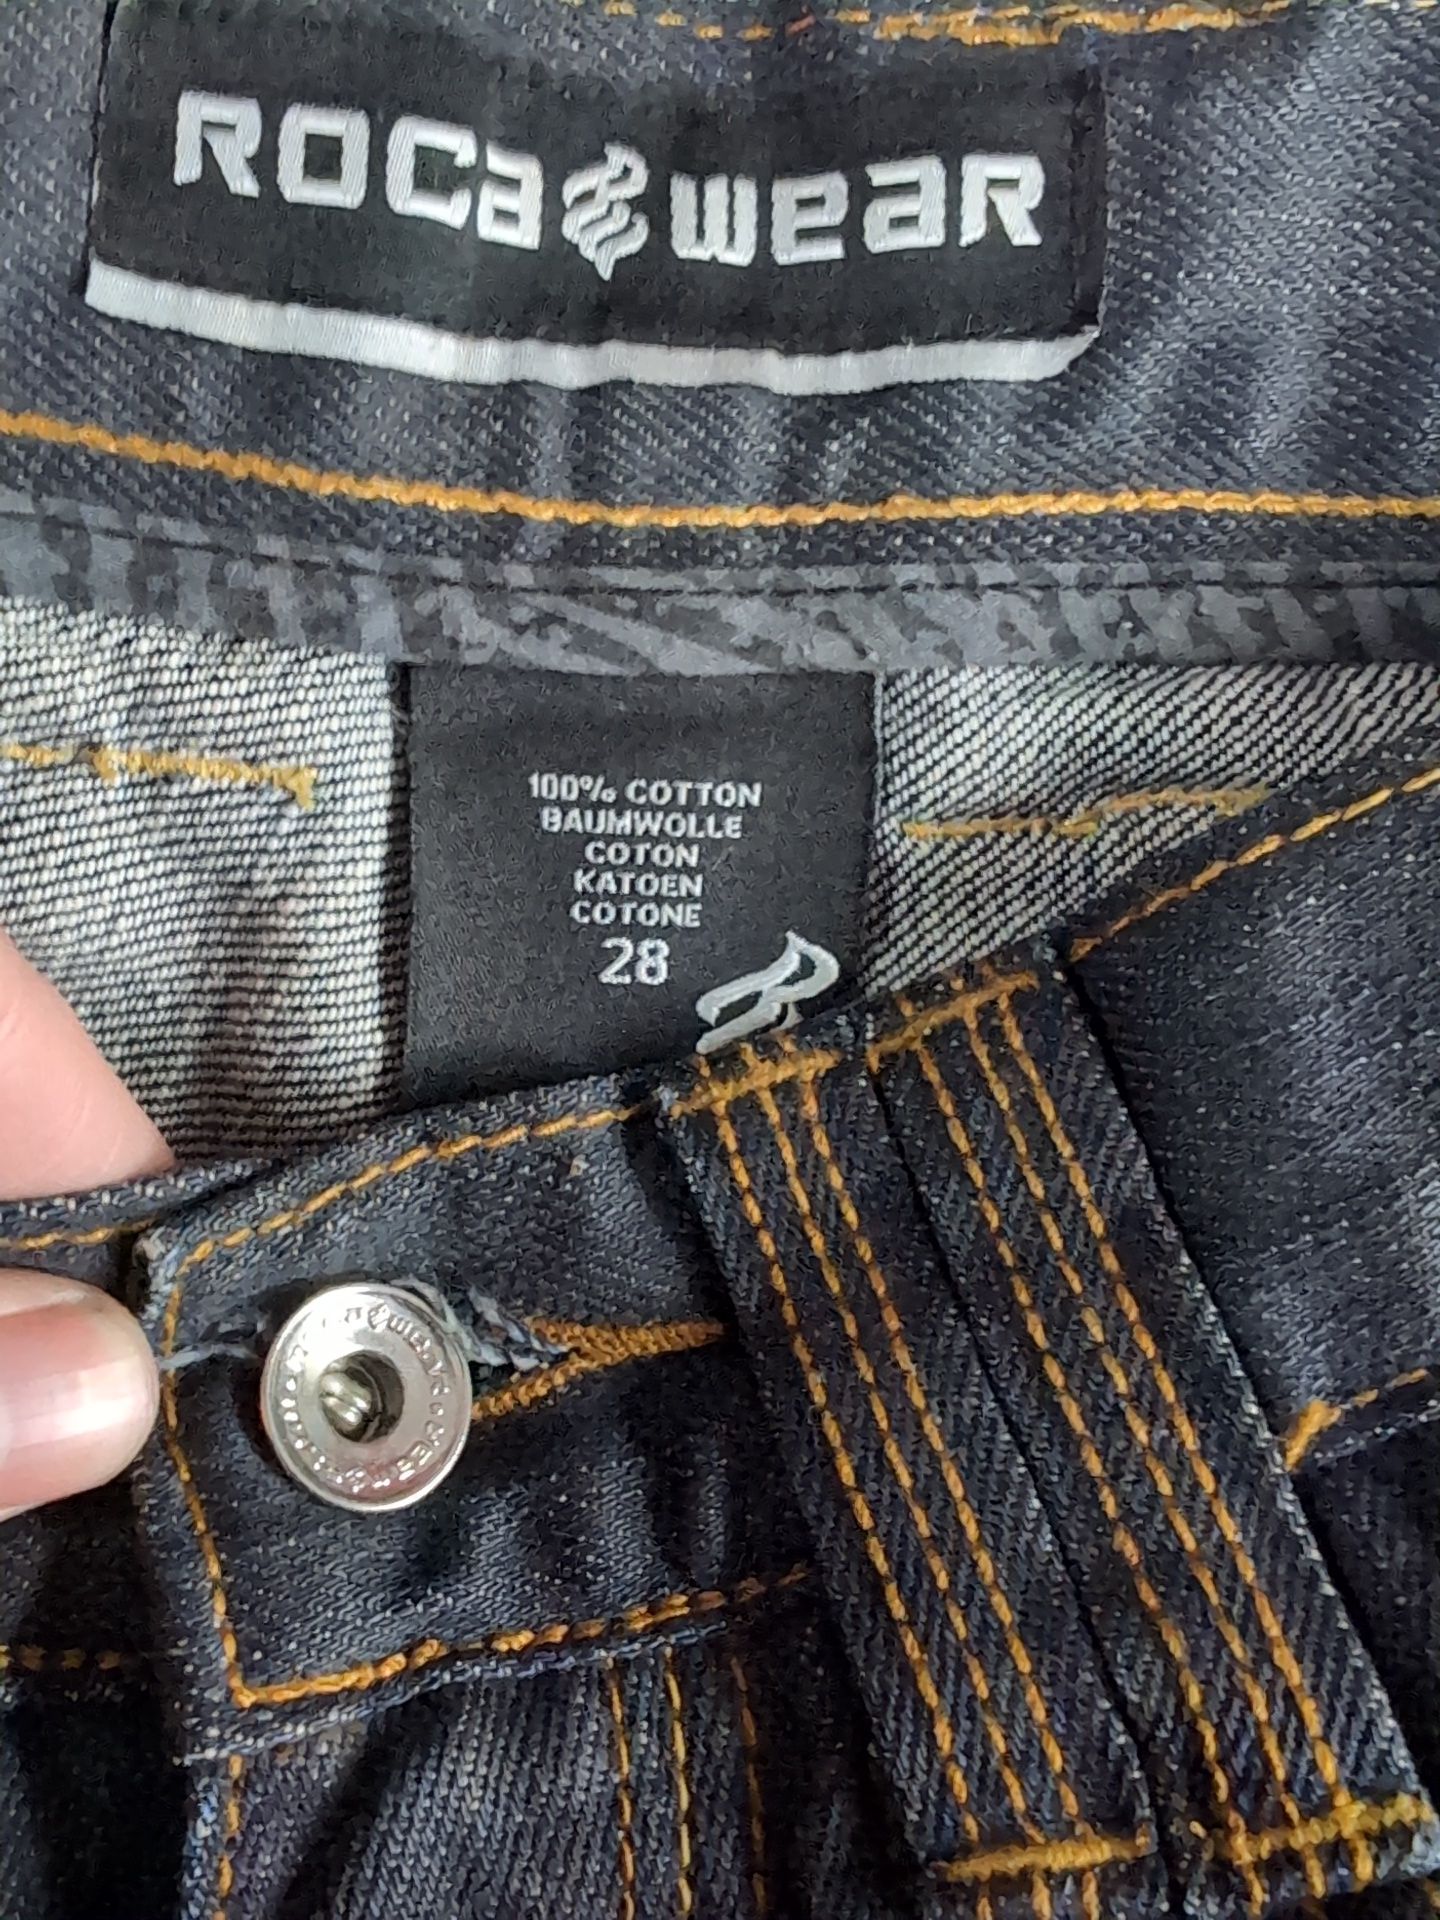 ROCa wear
100% COTTON
BAUMWOLLE
COTON
KATOEN
COTONE
28